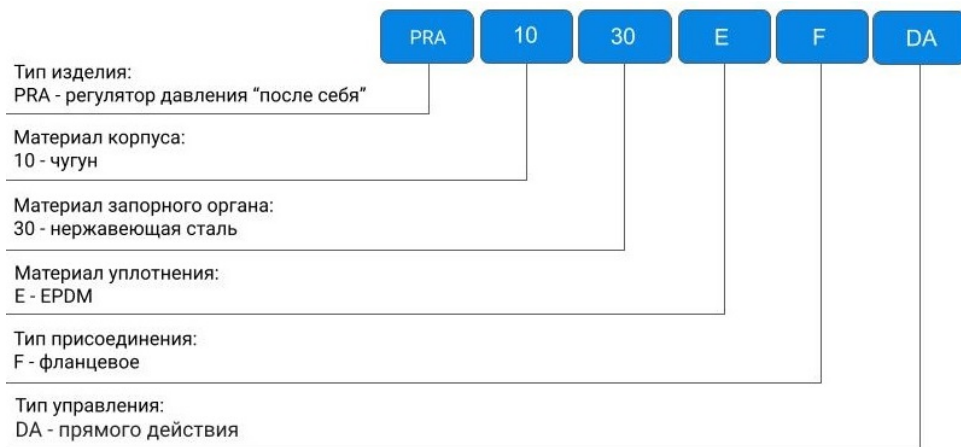 PRA 10 30 E F DA
Тип изделия:
PRA - регулятор давления “после себя”
Материал корпуса:
10 - чугун
Материал запорного органа:
30 - нержавеющая сталь
Материал уплотнения:
E - EPDM
Тип присоединения:
F - фланцевое
Тип управления:
DA - прямого действия